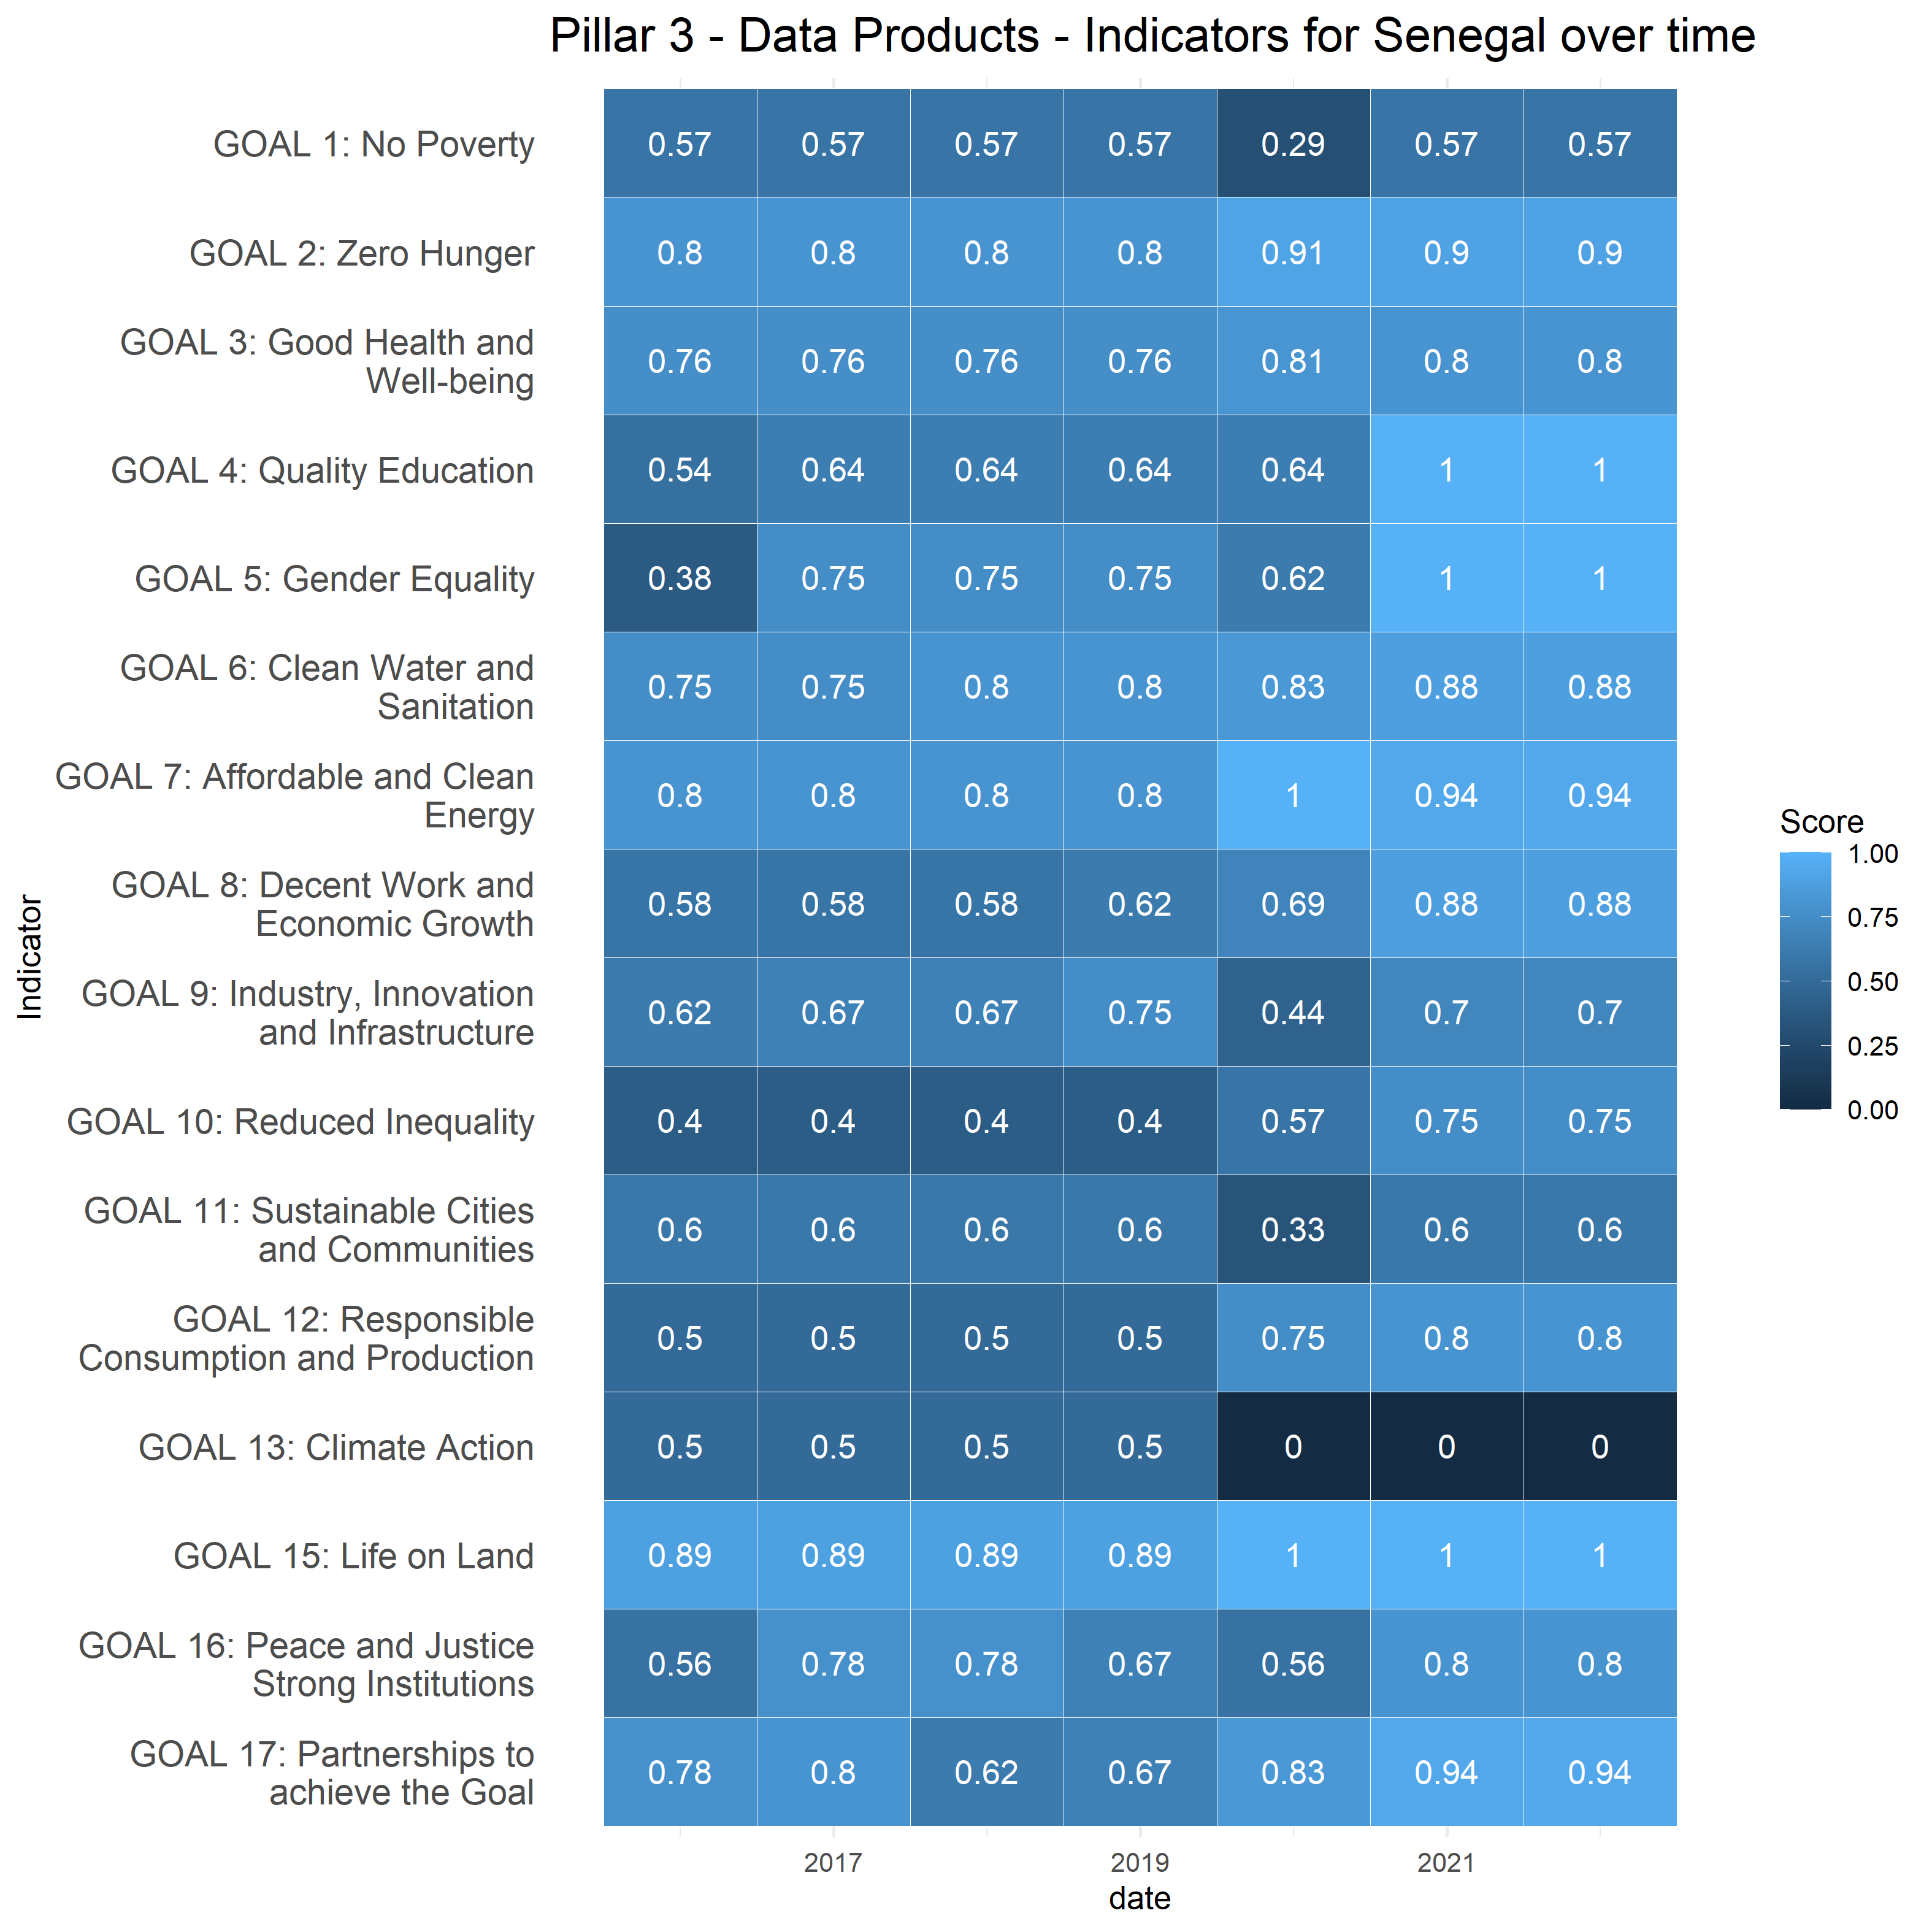 Pillar 3 - Data Products - Indicators for Senegal over time
GOAL 1: No Poverty
0.57 0.57 0.57 0.57 0.29 0.57 0.57
GOAL 2: Zero Hunger
0.8 0.8 0.8 0.8 0.91 0.9 0.9
GOAL 3: Good Health and
Well-being
0.76 0.76 0.76 0.76 0.81 0.8 0.8
GOAL 4: Quality Education
0.54 0.64 0.64 0.64 0.64 1 1
GOAL 5: Gender Equality
0.38 0.75 0.75 0.75 0.62 1 1
GOAL 6: Clean Water and
Sanitation
0.75 0.75 0.8 0.8 0.83 0.88 0.88
GOAL 7: Affordable and Clean
Energy
0.8 0.8 0.8 0.8 1 0.94 0.94
GOAL 8: Decent Work and
Economic Growth
0.58 0.58 0.58 0.62 0.69 0.88 0.88
GOAL 9: Industry, Innovation
and Infrastructure
0.62 0.67 0.67 0.75 0.44 0.7 0.7
GOAL 10: Reduced Inequality
0.4 0.4 0.4 0.4 0.57 0.75 0.75
GOAL 11: Sustainable Cities
and Communities
0.6 0.6 0.6 0.6 0.33 0.6 0.6
GOAL 12: Responsible
Consumption and Production
0.5 0.5 0.5 0.5 0.75 0.8 0.8
GOAL 13: Climate Action
0.5 0.5 0.5 0.5 0 0 0
GOAL 15: Life on Land
0.89 0.89 0.89 0.89 1 1 1
GOAL 16: Peace and Justice
Strong Institutions
0.56 0.78 0.78 0.67 0.56 0.8 0.8
GOAL 17: Partnerships to
achieve the Goal
0.78 0.8 0.62 0.67 0.83 0.94 0.94
2017 2019 2021
date
Indicator
Score
1.00
0.75
0.50
0.25
0.00